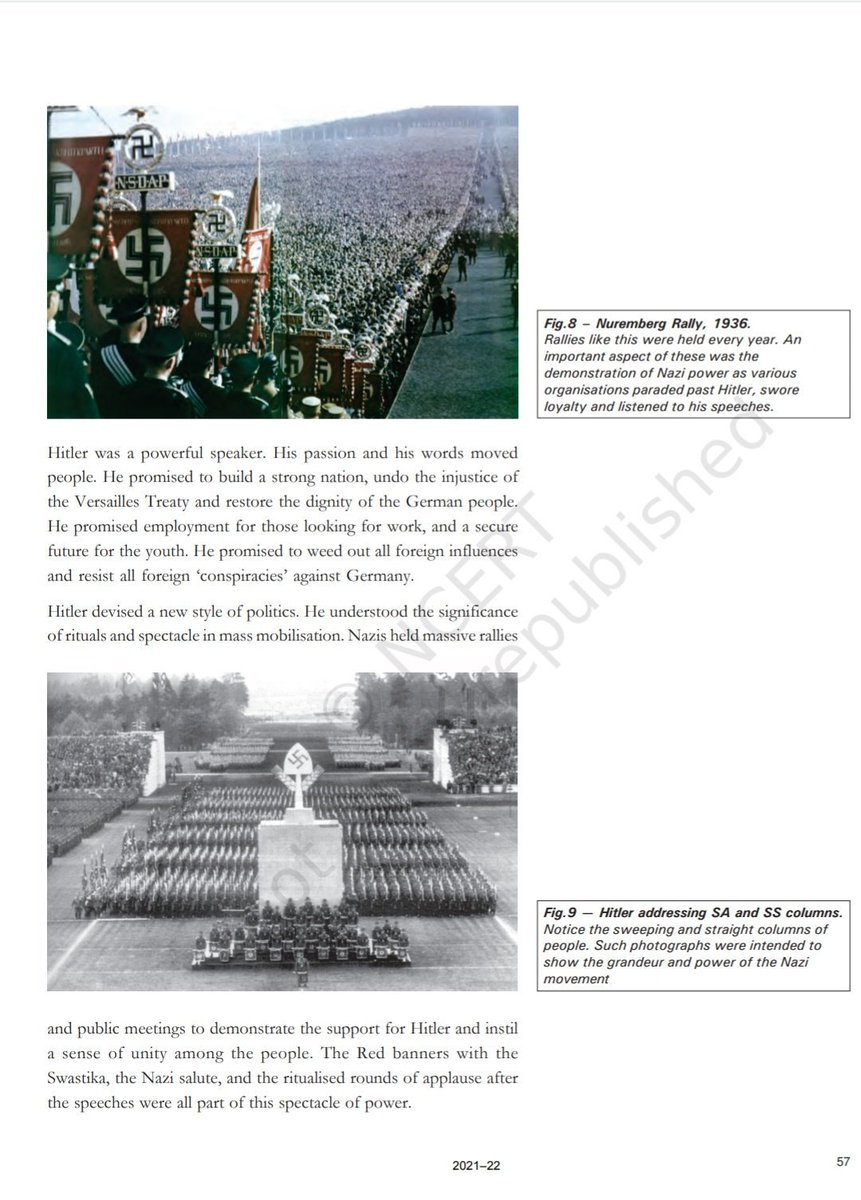 NSDAP
NSDAP
Fig.8 – Nuremberg Rally, 1936.
Rallies like this were held every year. An
important aspect of these was the
demonstration of Nazi power as various
organisations paraded past Hitler, swore
loyalty and listened to his speeches.
Hitler was a powerful speaker. His passion and his words moved
people. He promised to build a strong nation, undo the injustice of
the Versailles Treaty and restore the dignity of the German people.
He promised employment for those looking for work, and a secure
future for the youth. He promised to weed out all foreign influences
and resist all foreign ‘conspiracies’ against Germany.
Hitler devised a new style of politics. He understood the significance
of rituals and spectacle in mass mobilisation. Nazis held massive rallies
© NCERT
not republished
Fig.9 — Hitler addressing SA and SS columns.
Notice the sweeping and straight columns of
people. Such photographs were intended to
show the grandeur and power of the Nazi
movement
and public meetings to demonstrate the support for Hitler and instil
a sense of unity among the people. The Red banners with the
Swastika, the Nazi salute, and the ritualised rounds of applause after
the speeches were all part of this spectacle of power.
2021–22
57